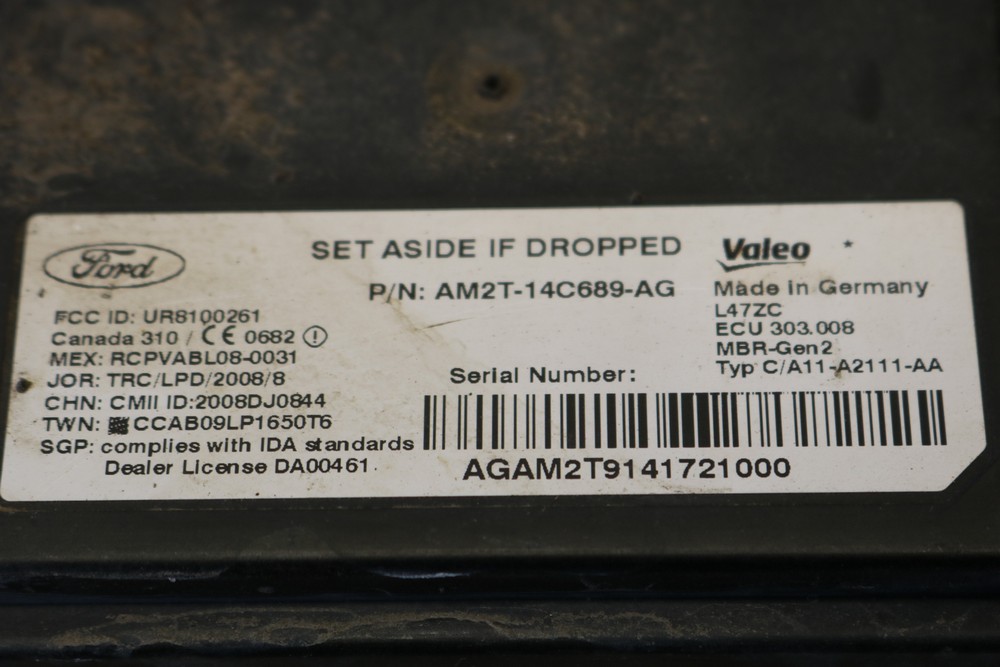 Ford
SET ASIDE IF DROPPED
Valeo *
P/N: AM2T-14C689-AG
Made in Germany
L47ZC
ECU 303.008
MBR-Gen2
Typ C/A11-A2111-AA
FCC ID: UR8100261
Canada 310 / CE 0682
MEX: RCPVABL08-0031
JOR: TRC/LPD/2008/8
CHN: CMII ID:2008DJ0844
TWN: CCAB09LP1650T6
SGP: complies with IDA standards
Dealer License DA00461.
Serial Number:
AGAM2T9141721000